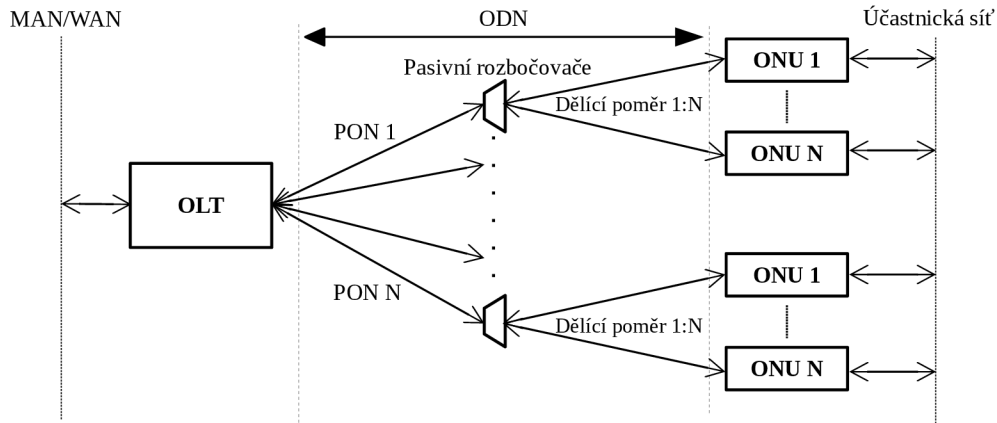 MAN/WAN
ODN
Účastnická síť
Pasivní rozbočovače
ONU 1
Dělící poměr 1:N
PON 1
ONU N
OLT
PON N
ONU 1
Dělící poměr 1:N
ONU N